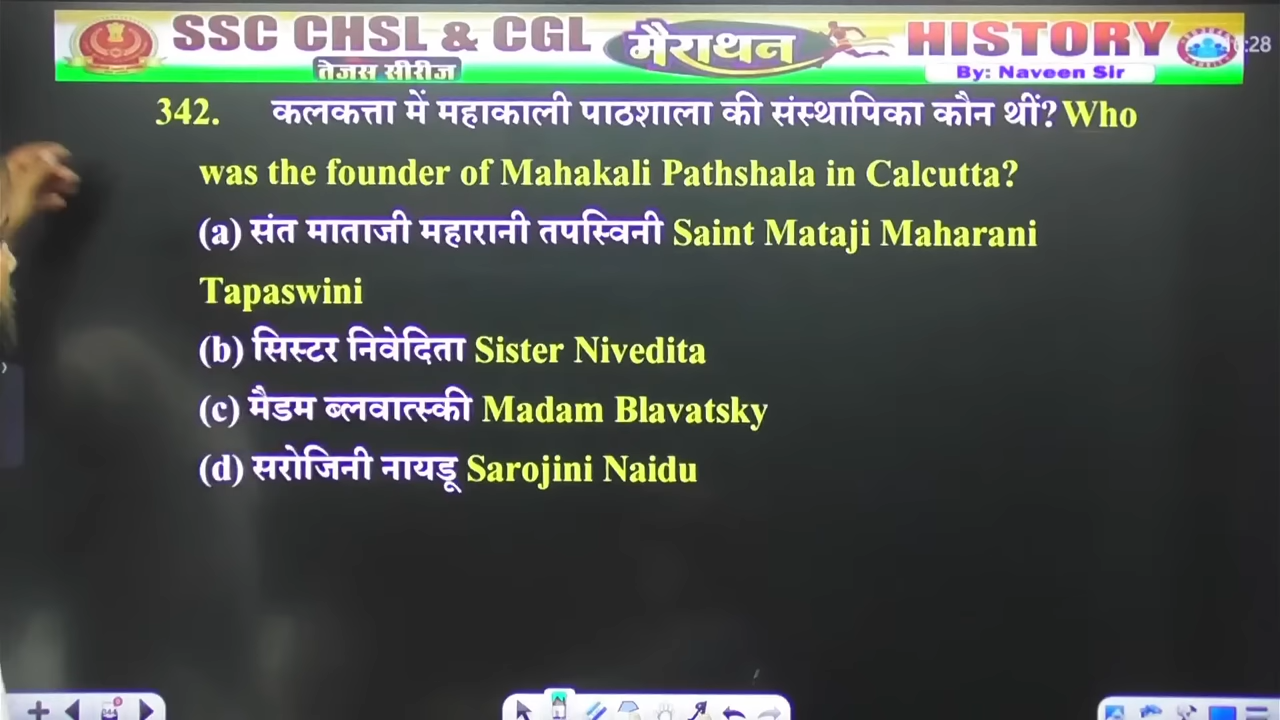 SSC CHSL & CGL मैराथन HISTORY
:28
तेजस सीरीज
By: Naveen Sir
342. कलकत्ता में महाकाली पाठशाला की संस्थापिका कौन थीं? Who
was the founder of Mahakali Pathshala in Calcutta?
(a) संत माताजी महारानी तपस्विनी Saint Mataji Maharani
Tapaswini
(b) सिस्टर निवेदिता Sister Nivedita
(c) मैडम ब्लवात्स्की Madam Blavatsky
(d) सरोजिनी नायडू Sarojini Naidu